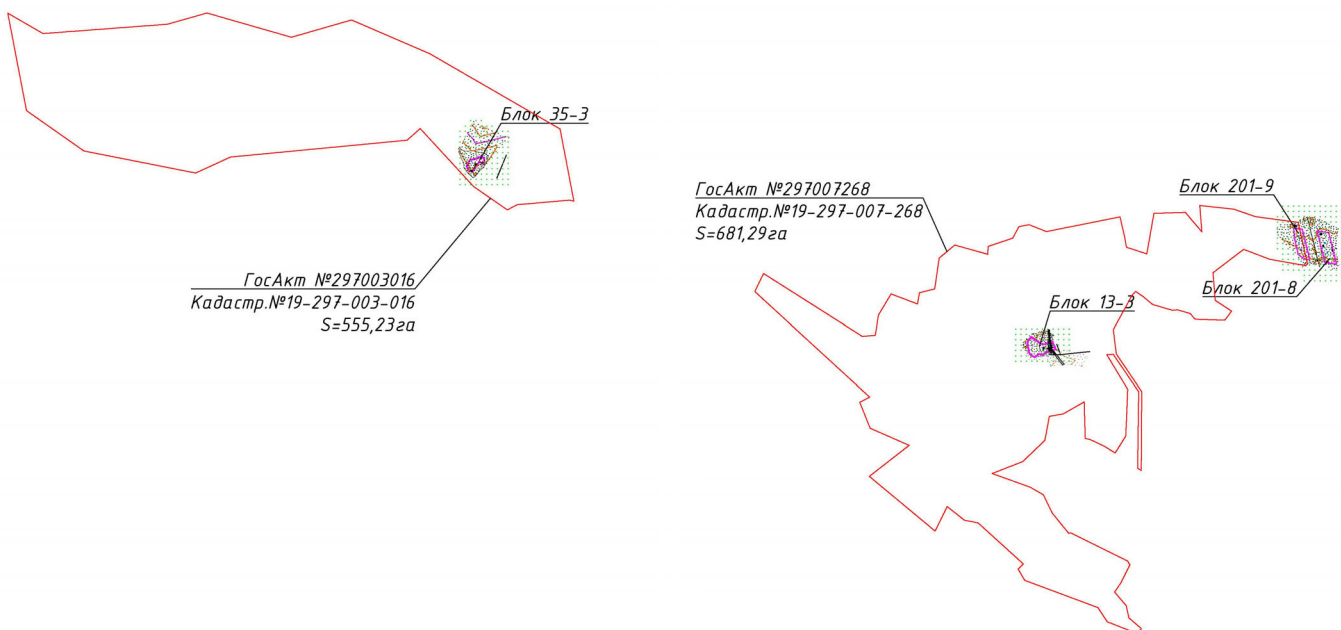 Блок 35-3
ГосАкт №297003016
Кадастр.№19-297-003-016
S=555,23га
ГосАкт №297007268
Кадастр.№19-297-007-268
S=681,29га
Блок 201-9
Блок 201-8
Блок 13-3